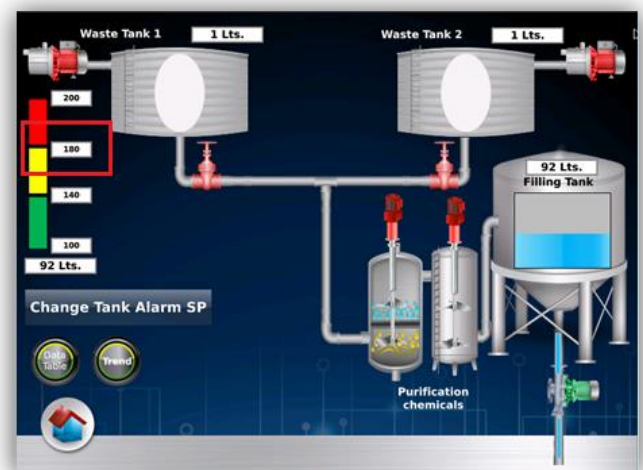 Waste Tank 1
1 Lts.
Waste Tank 2
1 Lts.
200
180
140
100
92 Lts.
92 Lts.
Filling Tank
Change Tank Alarm SP
Data
Table
Trend
Purification
chemicals